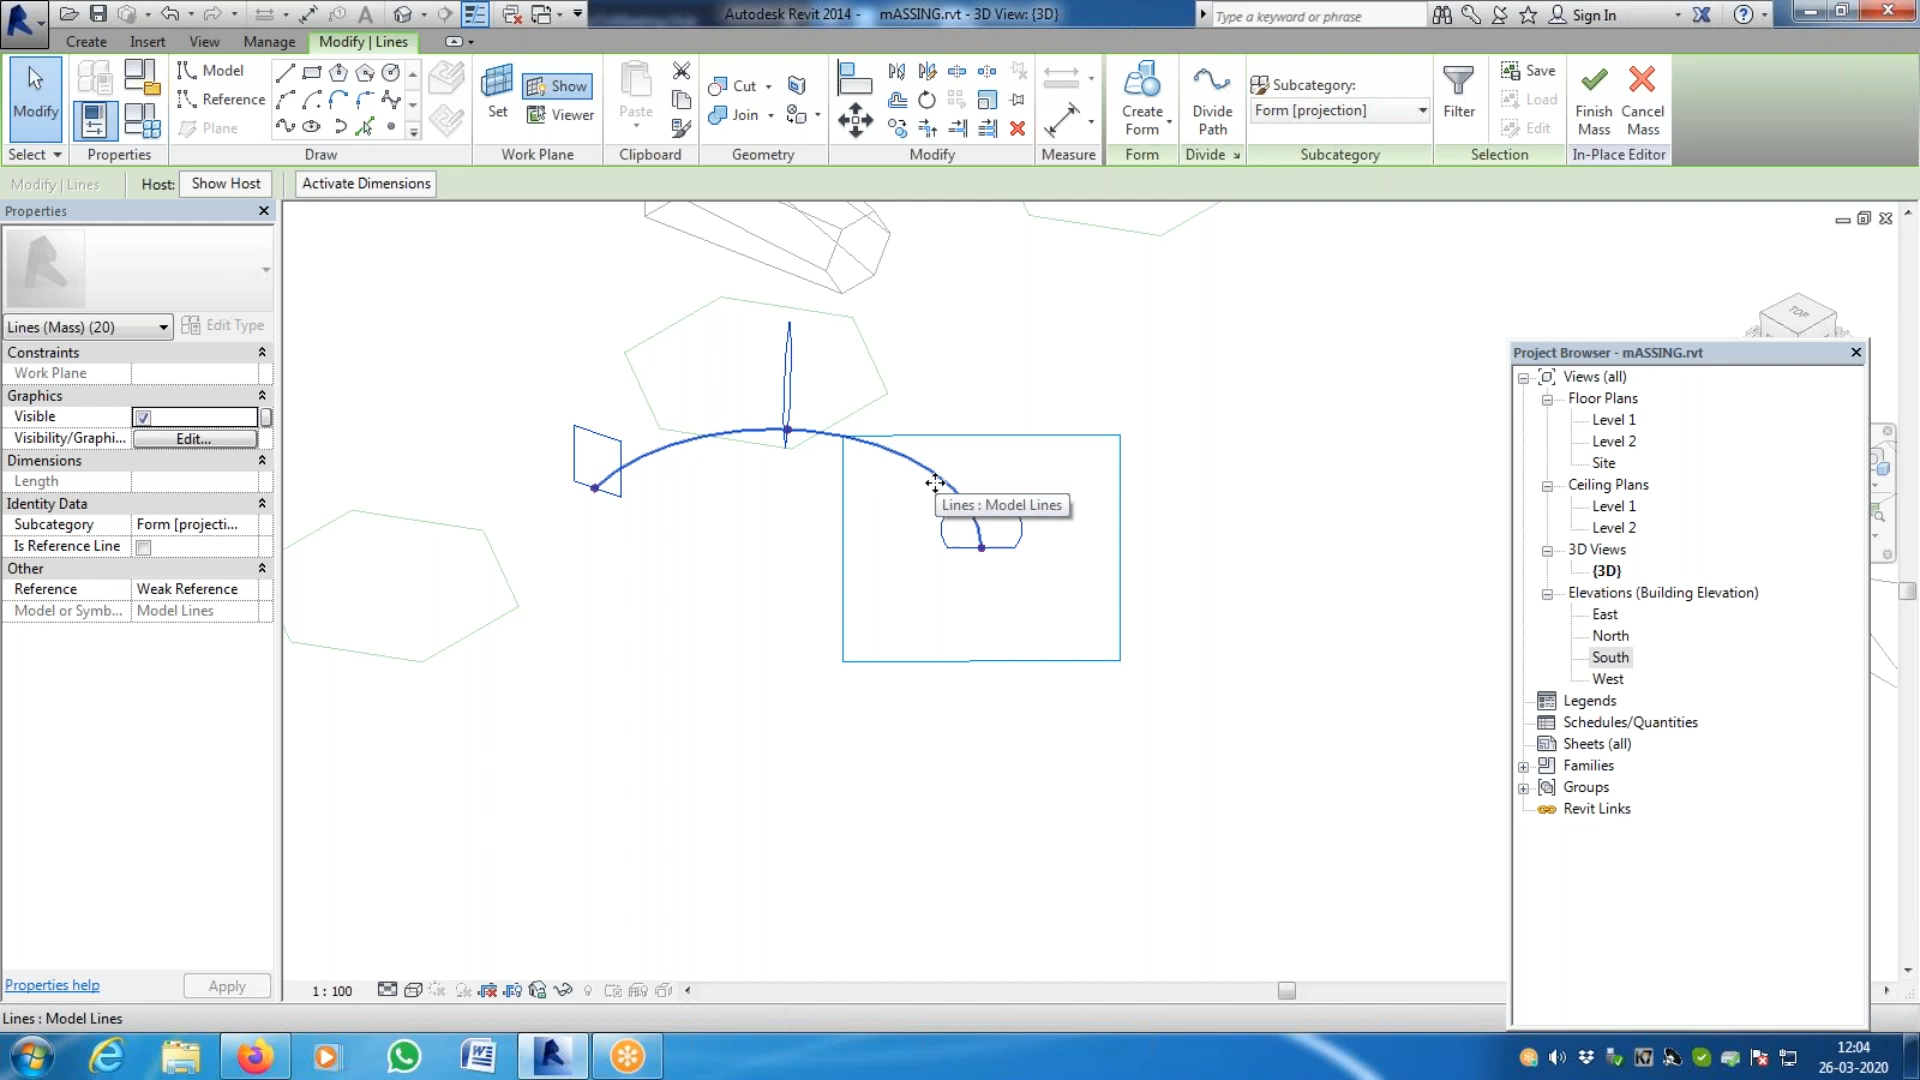 Autodesk Revit 2014 -    mASSING.rvt - 3D View: {3D}
Type a keyword or phrase
Sign In
Create Insert View Manage Modify | Lines
Modify
Model
Reference
Plane
Set
Show
Viewer
Paste
Cut
Join
Create Form
Divide Path
Subcategory:
Form [projection]
Filter
Save
Load
Edit
Finish Mass
Cancel Mass
Select Properties Draw Work Plane Clipboard Geometry Modify Measure Form Divide Subcategory Selection In-Place Editor
Modify | Lines
Host: Show Host
Activate Dimensions
Properties
Lines (Mass) (20)
Edit Type
Constraints
Work Plane
Graphics
Visible
Visibility/Graphi... Edit...
Dimensions
Length
Identity Data
Subcategory Form [projecti...
Is Reference Line
Other
Reference Weak Reference
Model or Symb... Model Lines
Properties help
Apply
TOP
Lines : Model Lines
Project Browser - mASSING.rvt
Views (all)
Floor Plans
Level 1
Level 2
Site
Ceiling Plans
Level 1
Level 2
3D Views
{3D}
Elevations (Building Elevation)
East
North
South
West
Legends
Schedules/Quantities
Sheets (all)
Families
Groups
Revit Links
1 : 100
Lines : Model Lines
12:04
26-03-2020